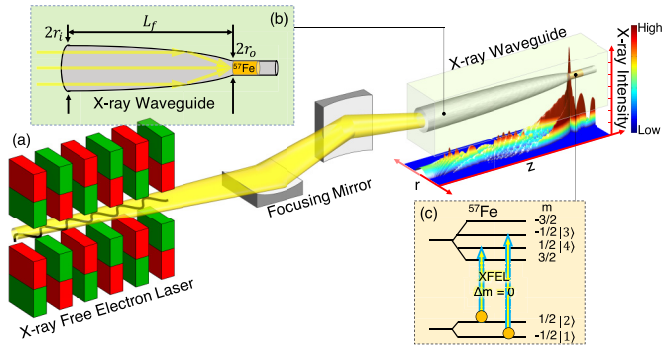 (b)
L_f
2r_i
2r_o
⁵⁷Fe
X-ray Waveguide
(a)
X-ray Free Electron Laser
Focusing Mirror
X-ray Waveguide
r
z
X-ray Intensity
High
Low
(c)
⁵⁷Fe
m
-3/2
-1/2 |3⟩
1/2 |4⟩
3/2
XFEL
Δm = 0
1/2 |2⟩
-1/2 |1⟩